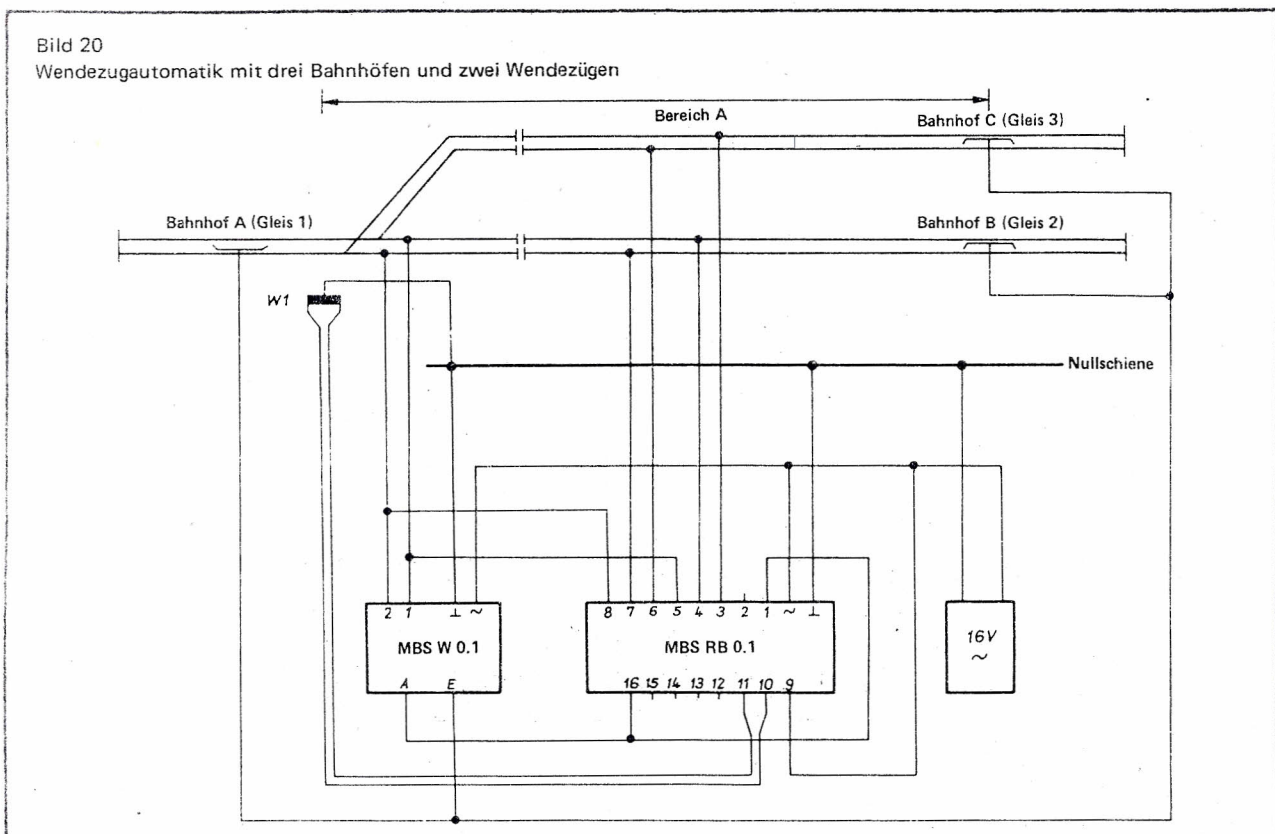 Bild 20
Wendezugautomatik mit drei Bahnhöfen und zwei Wendezügen
Bereich A
Bahnhof C (Gleis 3)
Bahnhof A (Gleis 1)
Bahnhof B (Gleis 2)
W1
Nullschiene
2 1 ⊥ ~
MBS W 0.1
A E
8 7 6 5 4 3 2 1 ~ ⊥
MBS RB 0.1
16 15 14 13 12 11 10 9
16V
~